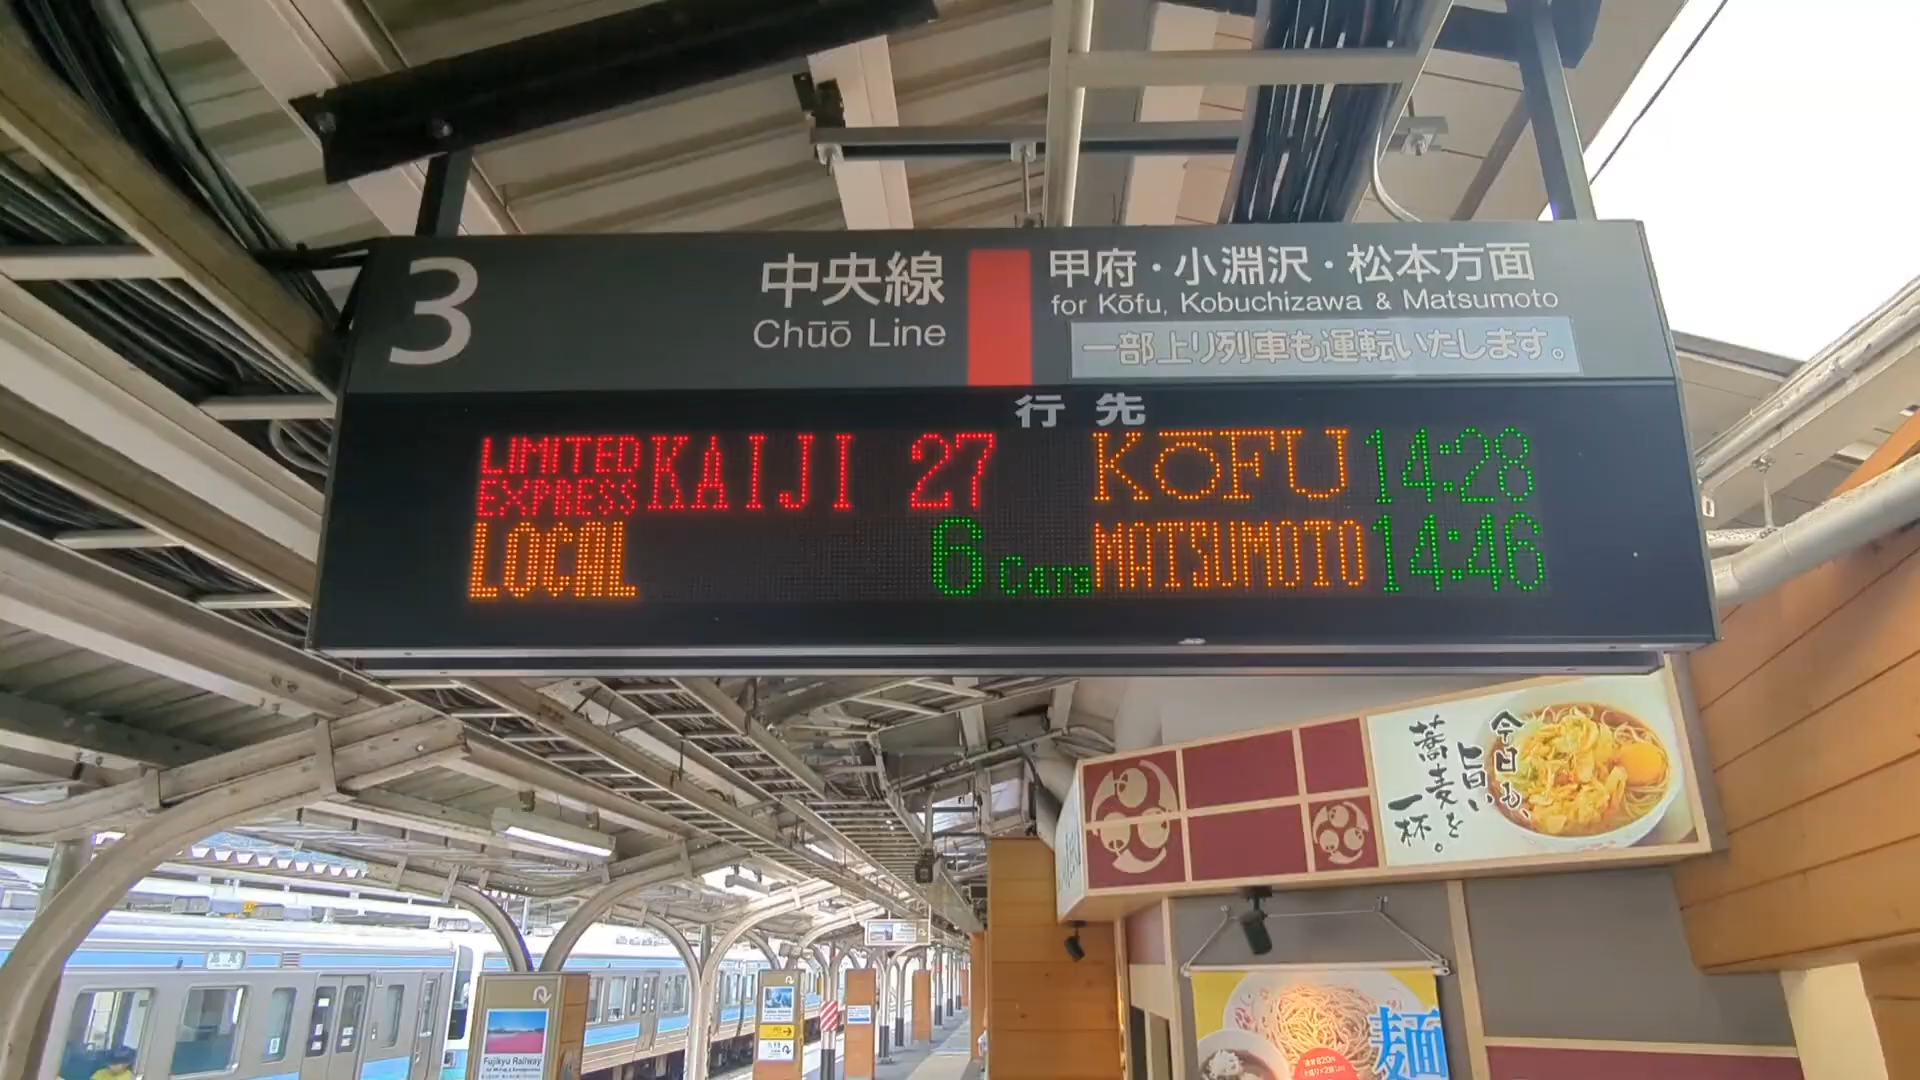 3
中央線
Chūō Line
甲府・小淵沢・松本方面
for Kōfu, Kobuchizawa & Matsumoto
一部上り列車も運転いたします。
行先
LIMITED EXPRESS KAIJI 27 KŌFU 14:28
LOCAL 6 Cars MATSUMOTO 14:46
今日も、
旨い
蕎麦を
一杯。
麺
Fujikyu Railway